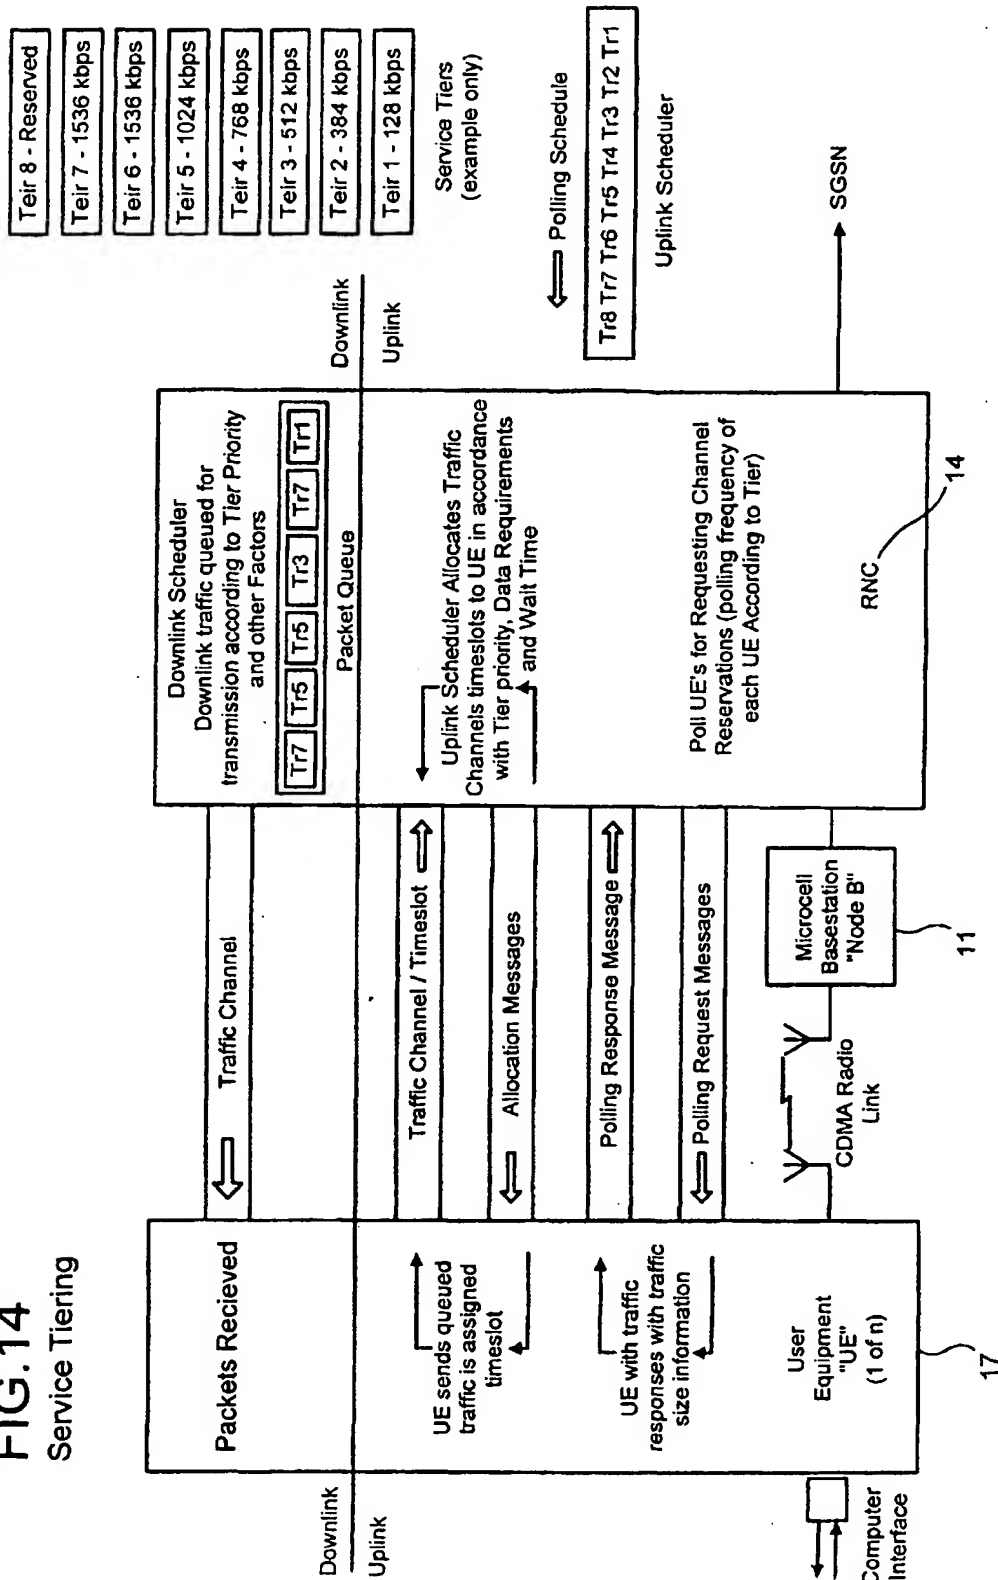 FIG.14
Service Tiering
Downlink
Uplink
Packets Recieved
UE sends queued
traffic is assigned
timeslot
UE with traffic
responses with traffic
size information
User
Equipment
"UE"
(1 of n)
17
Computer
Interface
Traffic Channel
Traffic Channel / Timeslot
Allocation Messages
Polling Response Message
Polling Request Messages
CDMA Radio
Link
Microcell
Basestation
"Node B"
11
Downlink Scheduler
Downlink traffic queued for
transmission according to Tier Priority
and other Factors
Tr7 Tr5 Tr5 Tr3 Tr7 Tr1
Packet Queue
Uplink Scheduler Allocates Traffic
Channels timeslots to UE in accordance
with Tier priority, Data Requirements
and Wait Time
Poll UE's for Requesting Channel
Reservations (polling frequency of
each UE According to Tier)
RNC
14
Downlink
Uplink
SGSN
Teir 8 - Reserved
Teir 7 - 1536 kbps
Teir 6 - 1536 kbps
Teir 5 - 1024 kbps
Teir 4 - 768 kbps
Teir 3 - 512 kbps
Teir 2 - 384 kbps
Teir 1 - 128 kbps
Service Tiers
(example only)
Polling Schedule
Tr8 Tr7 Tr6 Tr5 Tr4 Tr3 Tr2 Tr1
Uplink Scheduler